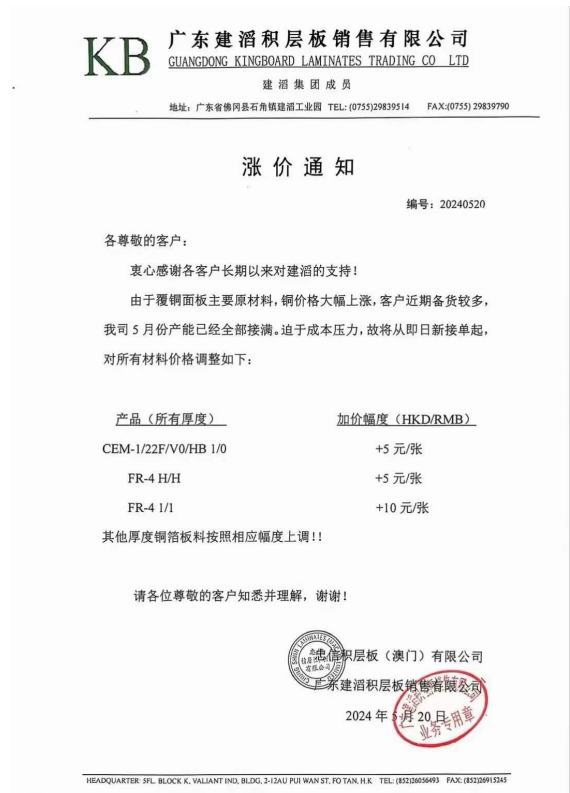 KB
广东建滔积层板销售有限公司
GUANGDONG KINGBOARD LAMINATES TRADING CO LTD
建滔集团成员
地址：广东省佛冈县石角镇建滔工业园 TEL: (0755)29839514 FAX:(0755) 29839790
涨价通知
编号：20240520
各尊敬的客户：
衷心感谢各客户长期以来对建滔的支持！
由于覆铜面板主要原材料，铜价格大幅上涨，客户近期备货较多，
我司 5 月份产能已经全部接满。迫于成本压力，故将从即日新接单起，
对所有材料价格调整如下：
产品（所有厚度） 加价幅度（HKD/RMB）
CEM-1/22F/V0/HB 1/0 +5 元/张
FR-4 H/H +5 元/张
FR-4 1/1 +10 元/张
其他厚度铜箔板料按照相应幅度上调!!
请各位尊敬的客户知悉并理解，谢谢！
忠信积层板（澳门）有限公司
广东建滔积层板销售有限公司
2024 年 5 月 20 日
业务专用章
HEADQUARTER: 5FL. BLOCK K, VALIANT IND, BLDG, 2-12AU PUI WAN ST, FO TAN, H.K TEL: (852)26056493 FAX: (852)26915245